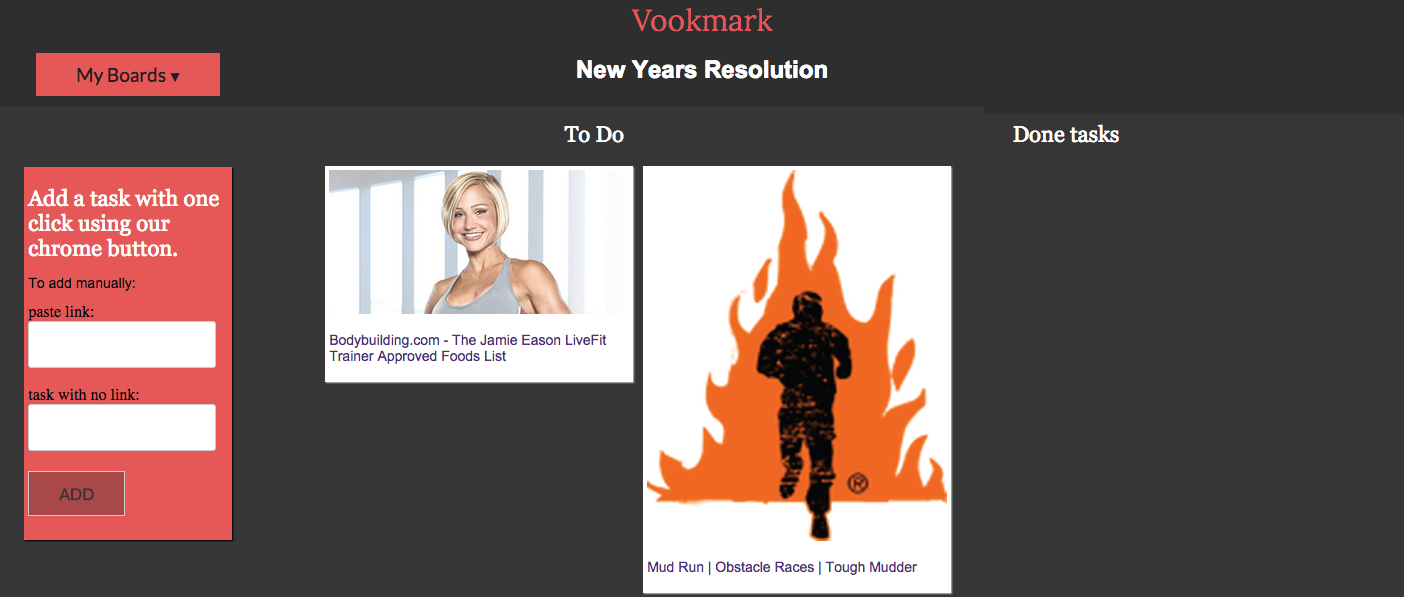 Vookmark
My Boards ▾
New Years Resolution
To Do
Done tasks
Add a task with one
click using our
chrome button.
To add manually:
paste link:
task with no link:
ADD
Bodybuilding.com - The Jamie Eason LiveFit
Trainer Approved Foods List
®
Mud Run | Obstacle Races | Tough Mudder